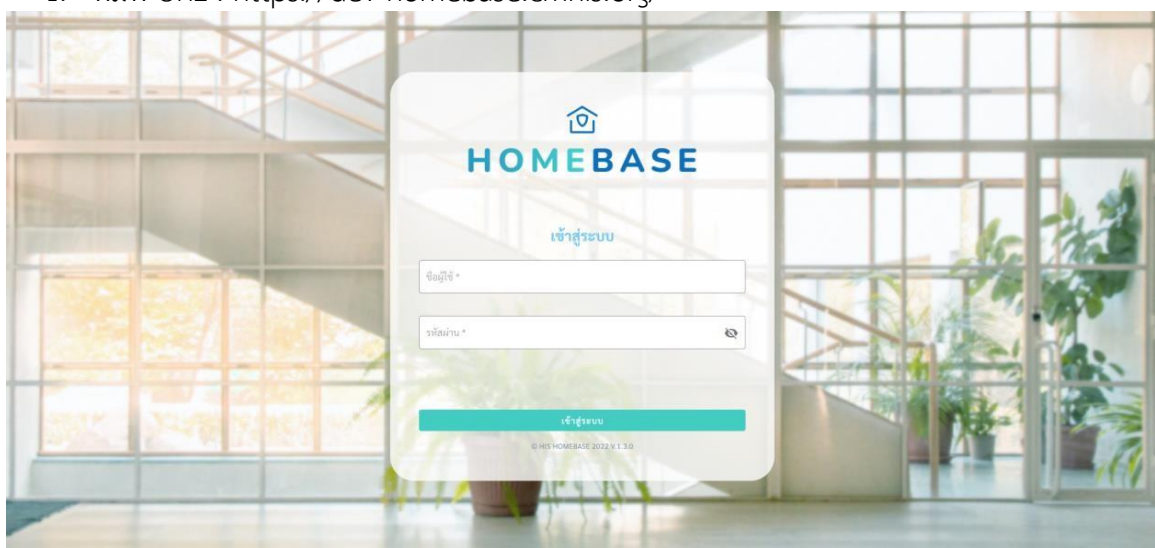 HOMEBASE
เข้าสู่ระบบ
ชื่อผู้ใช้ *
รหัสผ่าน *
เข้าสู่ระบบ
© HIS HOMEBASE 2022 V.1.3.0